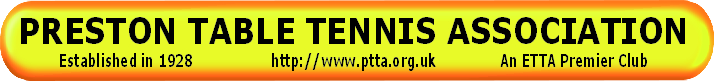 PRESTON TABLE TENNIS ASSOCIATION
Established in 1928 http://www.ptta.org.uk An ETTA Premier Club